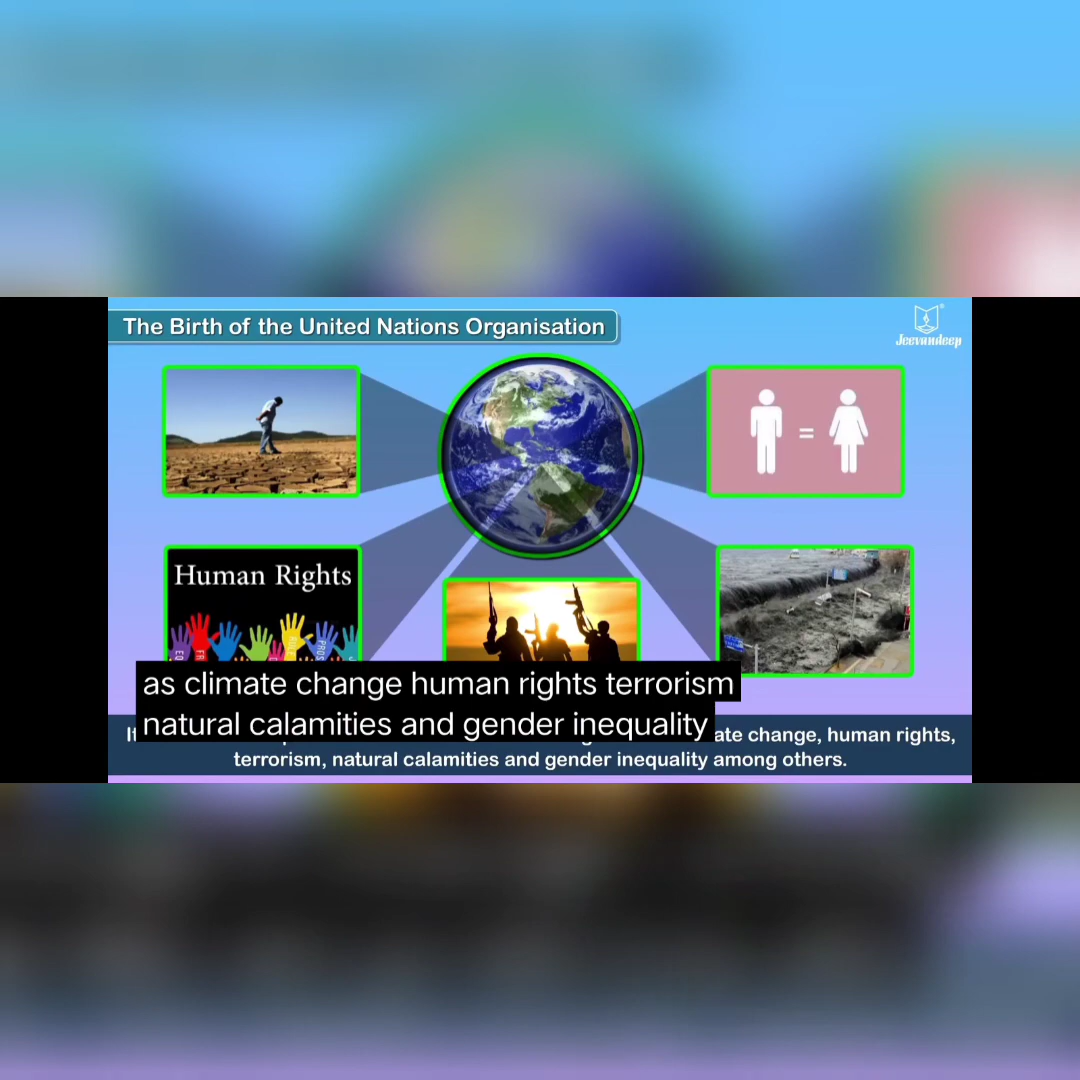 The Birth of the United Nations Organisation
Jeevandeep
Human Rights
as climate change human rights terrorism
natural calamities and gender inequality
ate change, human rights,
terrorism, natural calamities and gender inequality among others.